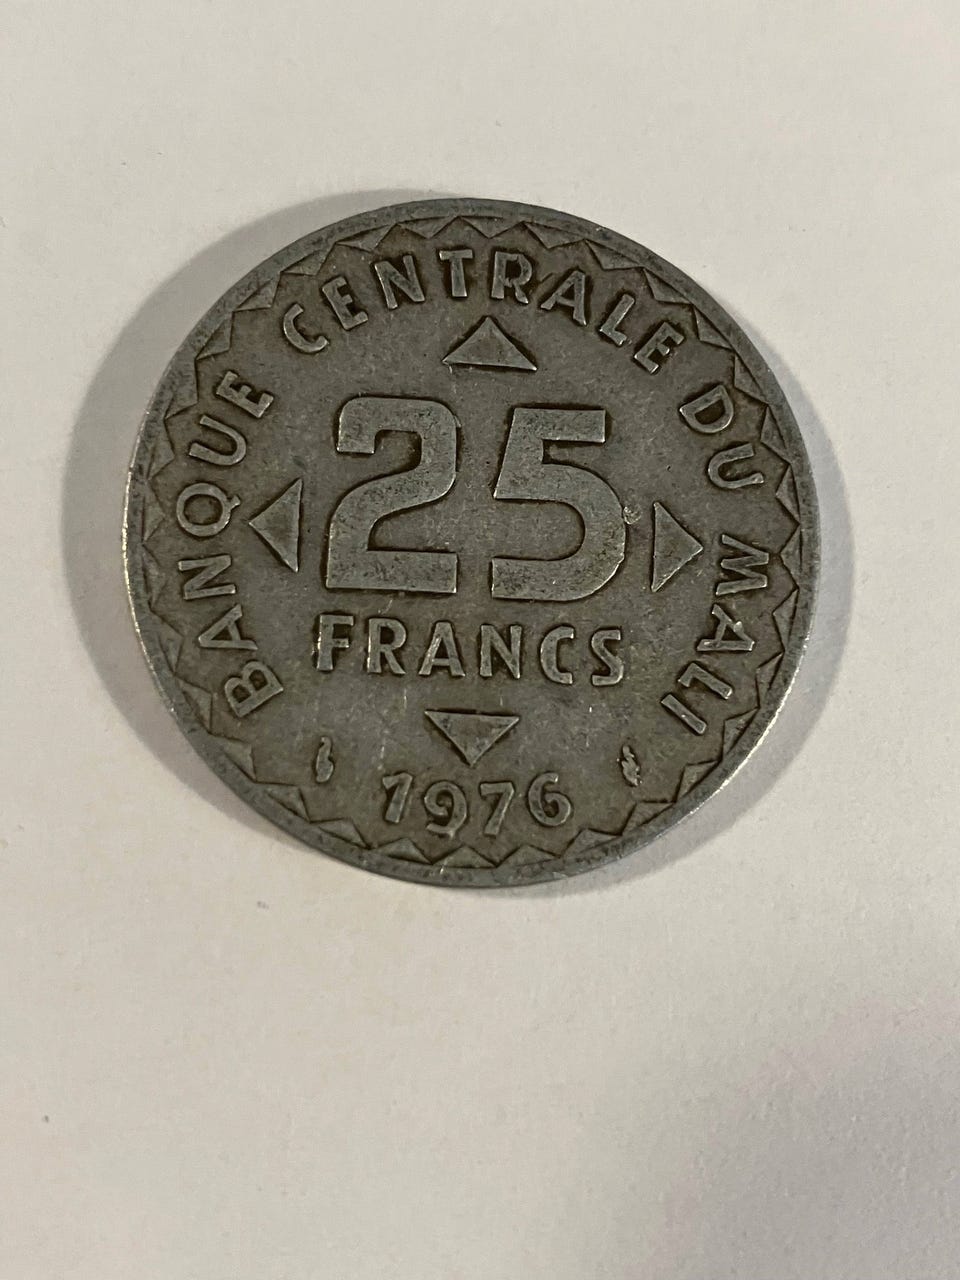 BANQUE CENTRALE DU MALI
25
FRANCS
1976